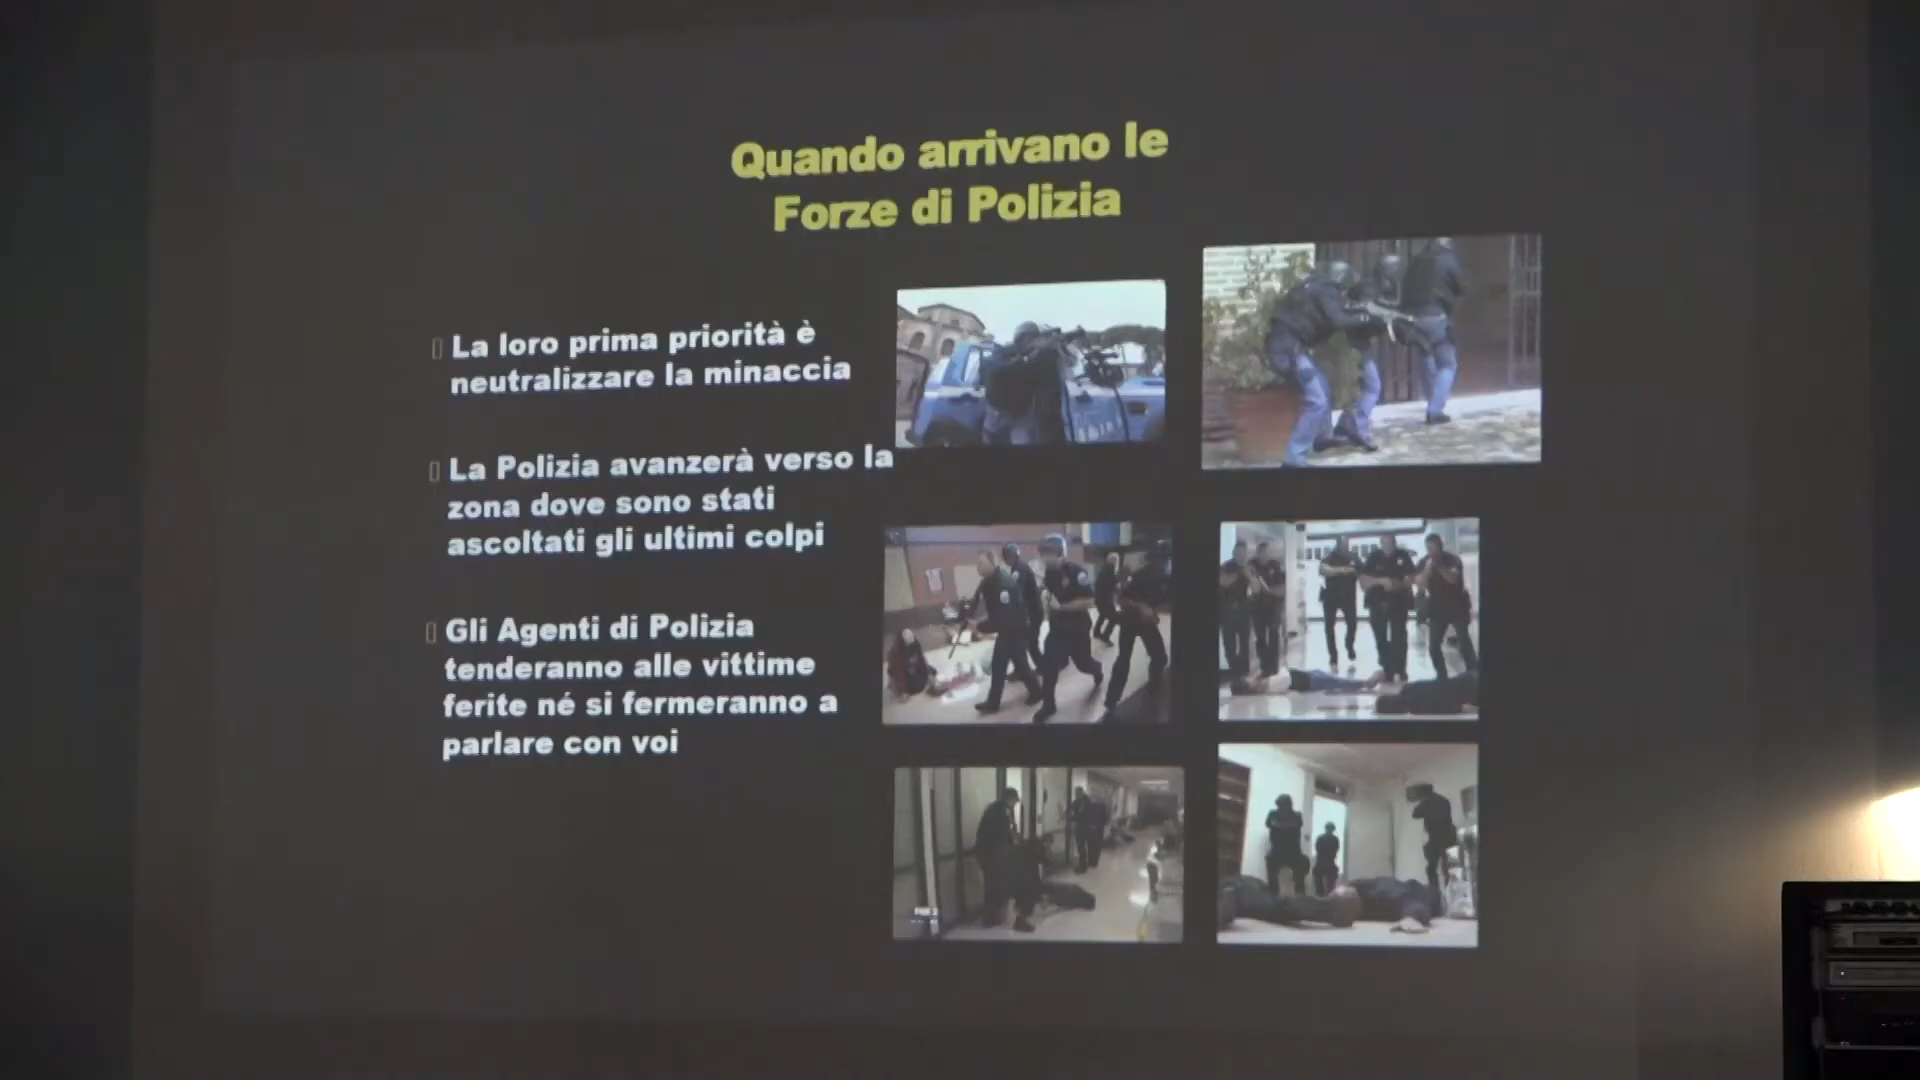 Quando arrivano le
Forze di Polizia
La loro prima priorità è
neutralizzare la minaccia
La Polizia avanzerà verso la
zona dove sono stati
ascoltati gli ultimi colpi
Gli Agenti di Polizia
tenderanno alle vittime
ferite né si fermeranno a
parlare con voi